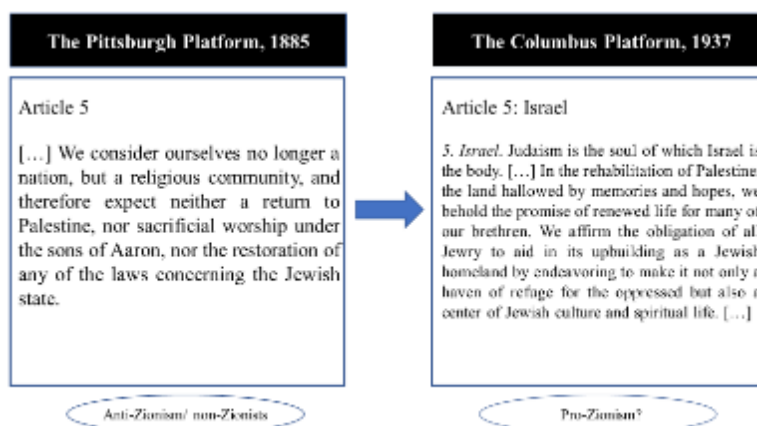 The Pittsburgh Platform, 1885
Article 5
[…] We consider ourselves no longer a
nation, but a religious community, and
therefore expect neither a return to
Palestine, nor sacrificial worship under
the sons of Aaron, nor the restoration of
any of the laws concerning the Jewish
state.
Anti-Zionism/ non-Zionists
The Columbus Platform, 1937
Article 5: Israel
5. Israel. Judaism is the soul of which Israel is
the body. […] In the rehabilitation of Palestine,
the land hallowed by memories and hopes, we
behold the promise of renewed life for many of
our brethren. We affirm the obligation of all
Jewry to aid in its upbuilding as a Jewish
homeland by endeavoring to make it not only a
haven of refuge for the oppressed but also a
center of Jewish culture and spiritual life. […]
Pro-Zionism?